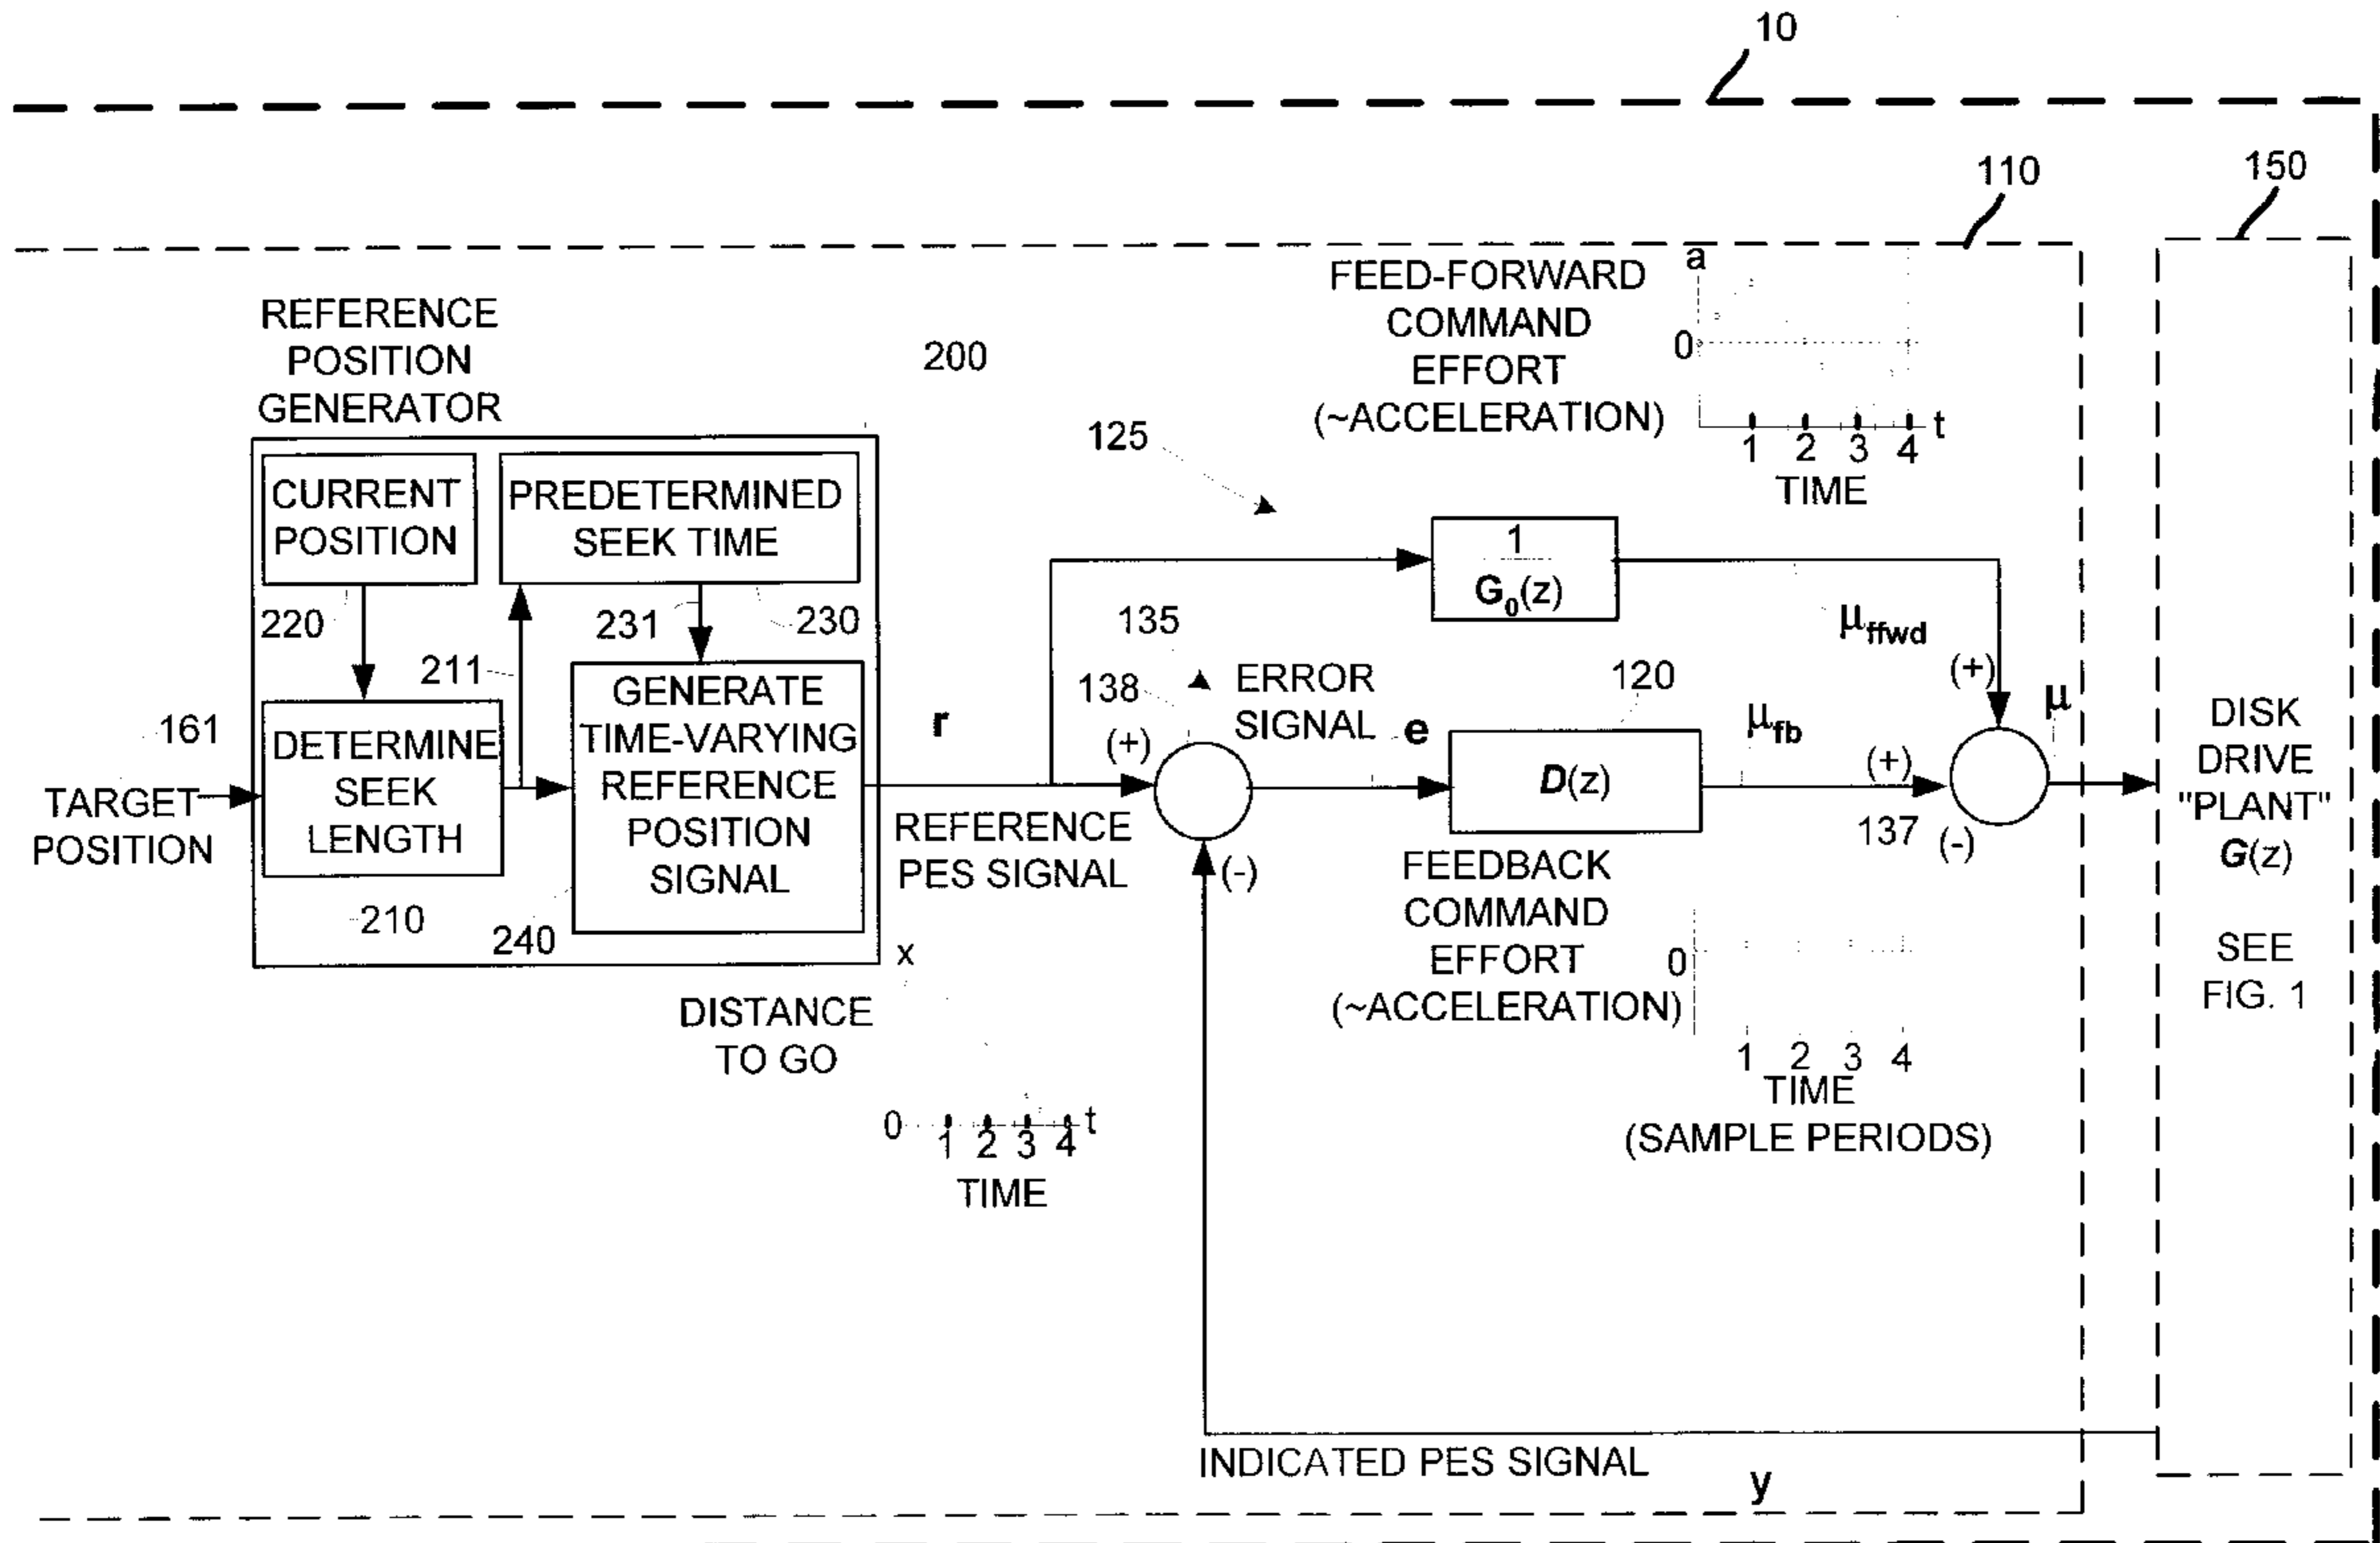 10
110
150
REFERENCE
POSITION
GENERATOR
200
FEED-FORWARD
COMMAND
EFFORT
(~ACCELERATION)
a
0
t
1 2 3 4
TIME
125
CURRENT
POSITION
PREDETERMINED
SEEK TIME
220
231
230
211
161
TARGET
POSITION
DETERMINE
SEEK
LENGTH
210
GENERATE
TIME-VARYING
REFERENCE
POSITION
SIGNAL
240
r
REFERENCE
PES SIGNAL
1
G0(z)
μffwd
(+)
135
138
(+)
ERROR
SIGNAL
e
(-)
120
D(z)
μfb
(+)
137
(-)
μ
DISK
DRIVE
"PLANT"
G(z)
SEE
FIG. 1
FEEDBACK
COMMAND
EFFORT
(~ACCELERATION)
0
1 2 3 4
TIME
(SAMPLE PERIODS)
x
DISTANCE
TO GO
0
t
1 2 3 4
TIME
INDICATED PES SIGNAL
y